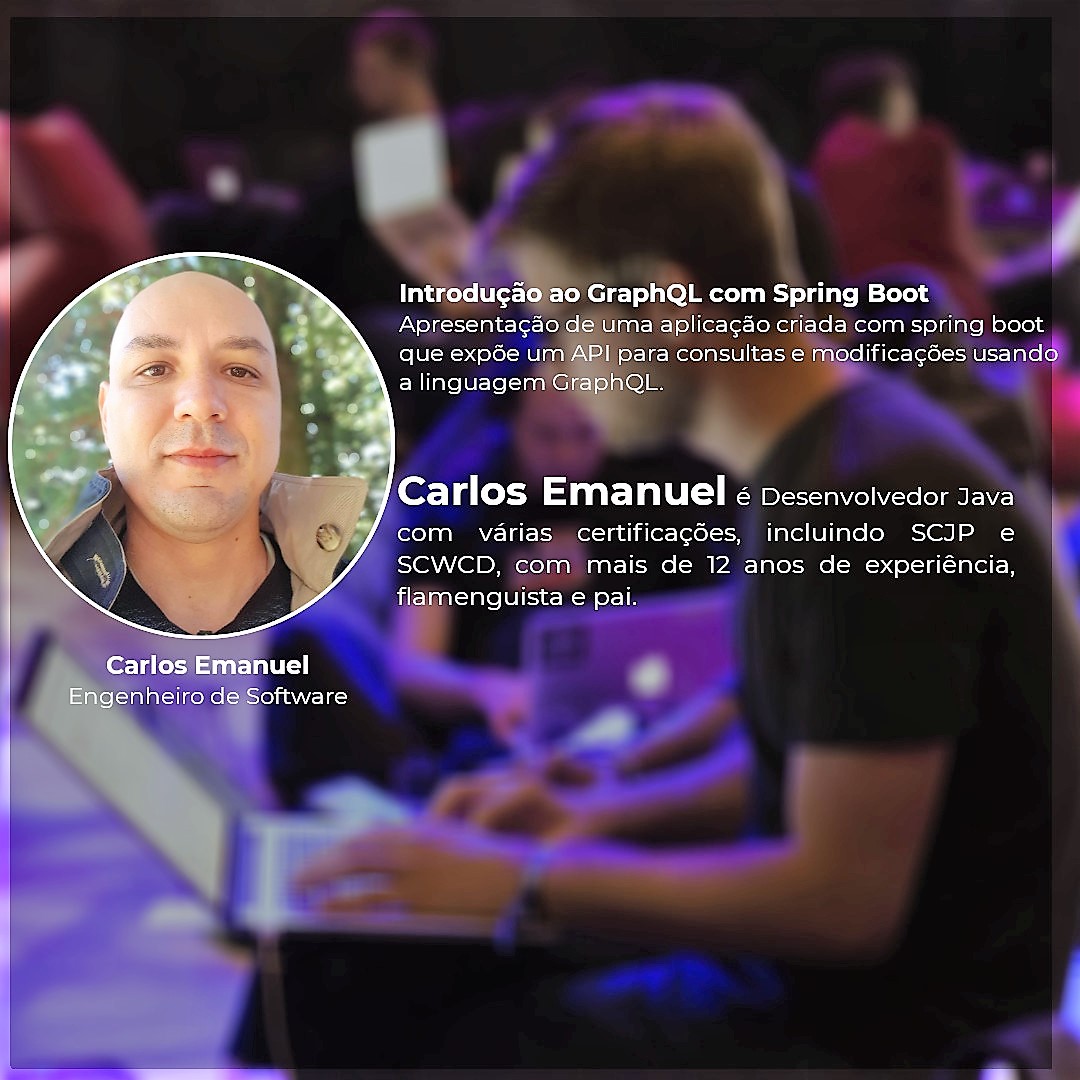 Introdução ao GraphQL com Spring Boot
Apresentação de uma aplicação criada com spring boot
que expõe um API para consultas e modificações usando
a linguagem GraphQL.
Carlos Emanuel é Desenvolvedor Java
com várias certificações, incluindo SCJP e
SCWCD, com mais de 12 anos de experiência,
flamenguista e pai.
Carlos Emanuel
Engenheiro de Software